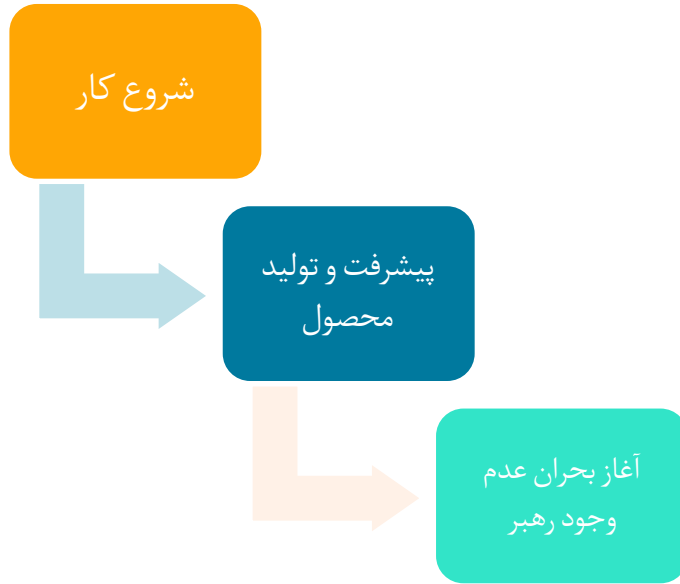 شروع کار
پیشرفت و تولید
محصول
آغاز بحران عدم
وجود رهبر